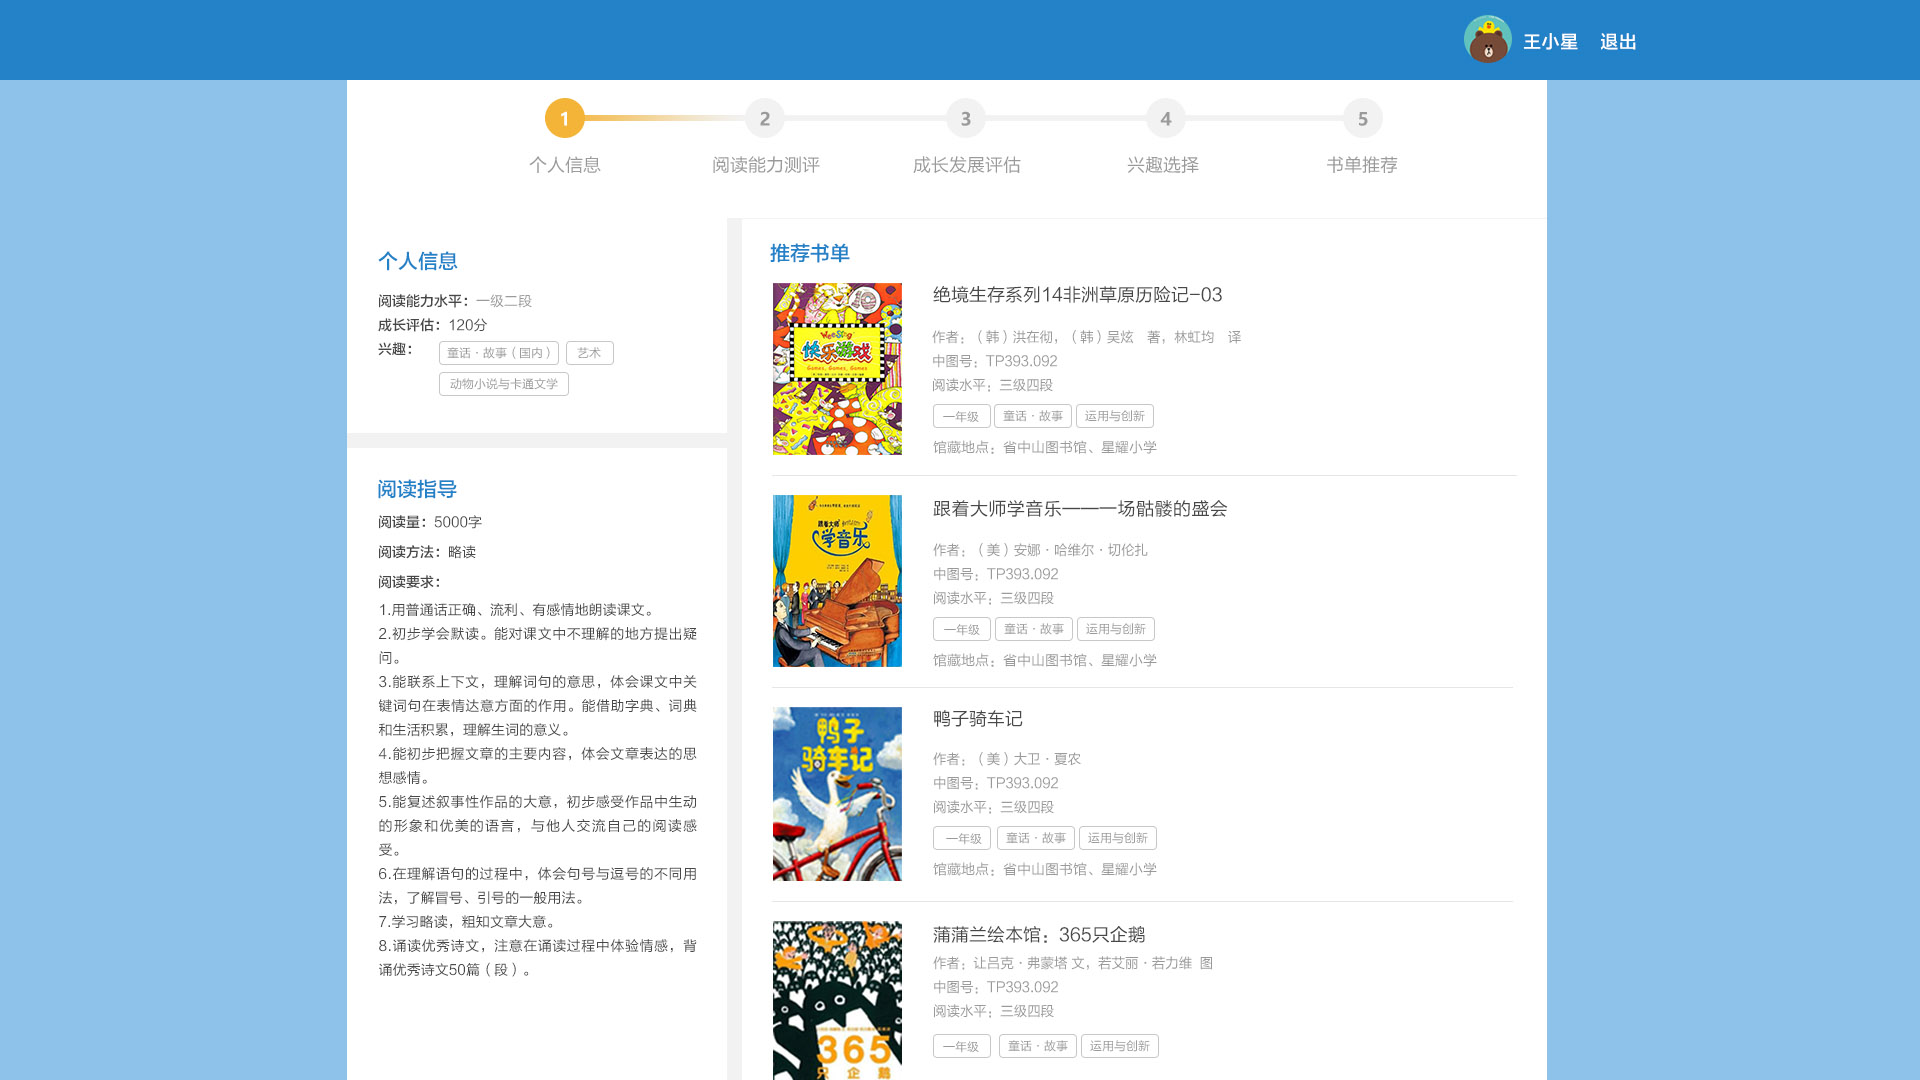 王小星 退出
1 2 3 4 5
个人信息 阅读能力测评 成长发展评估 兴趣选择 书单推荐
个人信息
阅读能力水平：一级二段
成长评估：120分
兴趣： 童话·故事（国内） 艺术
动物小说与卡通文学
阅读指导
阅读量：5000字
阅读方法：略读
阅读要求：
1.用普通话正确、流利、有感情地朗读课文。
2.初步学会默读。能对课文中不理解的地方提出疑
问。
3.能联系上下文，理解词句的意思，体会课文中关
键词句在表情达意方面的作用。能借助字典、词典
和生活积累，理解生词的意义。
4.能初步把握文章的主要内容，体会文章表达的思
想感情。
5.能复述叙事性作品的大意，初步感受作品中生动
的形象和优美的语言，与他人交流自己的阅读感
受。
6.在理解语句的过程中，体会句号与逗号的不同用
法，了解冒号、引号的一般用法。
7.学习略读，粗知文章大意。
8.诵读优秀诗文，注意在诵读过程中体验情感，背
诵优秀诗文50篇（段）。
推荐书单
Wee Sing
快乐游戏
Games, Games, Games
绝境生存系列14非洲草原历险记-03
作者：（韩）洪在彻，（韩）吴炫 著，林虹均 译
中图号：TP393.092
阅读水平：三级四段
一年级 童话·故事 运用与创新
馆藏地点：省中山图书馆、星耀小学
跟着大师
学音乐
跟着大师学音乐——一场骷髅的盛会
作者：（美）安娜·哈维尔·切伦扎
中图号：TP393.092
阅读水平：三级四段
一年级 童话·故事 运用与创新
馆藏地点：省中山图书馆、星耀小学
鸭子
骑车记
鸭子骑车记
作者：（美）大卫·夏农
中图号：TP393.092
阅读水平：三级四段
一年级 童话·故事 运用与创新
馆藏地点：省中山图书馆、星耀小学
365
只企鹅
蒲蒲兰绘本馆：365只企鹅
作者：让吕克·弗蒙塔 文，若艾丽·若力维 图
中图号：TP393.092
阅读水平：三级四段
一年级 童话·故事 运用与创新